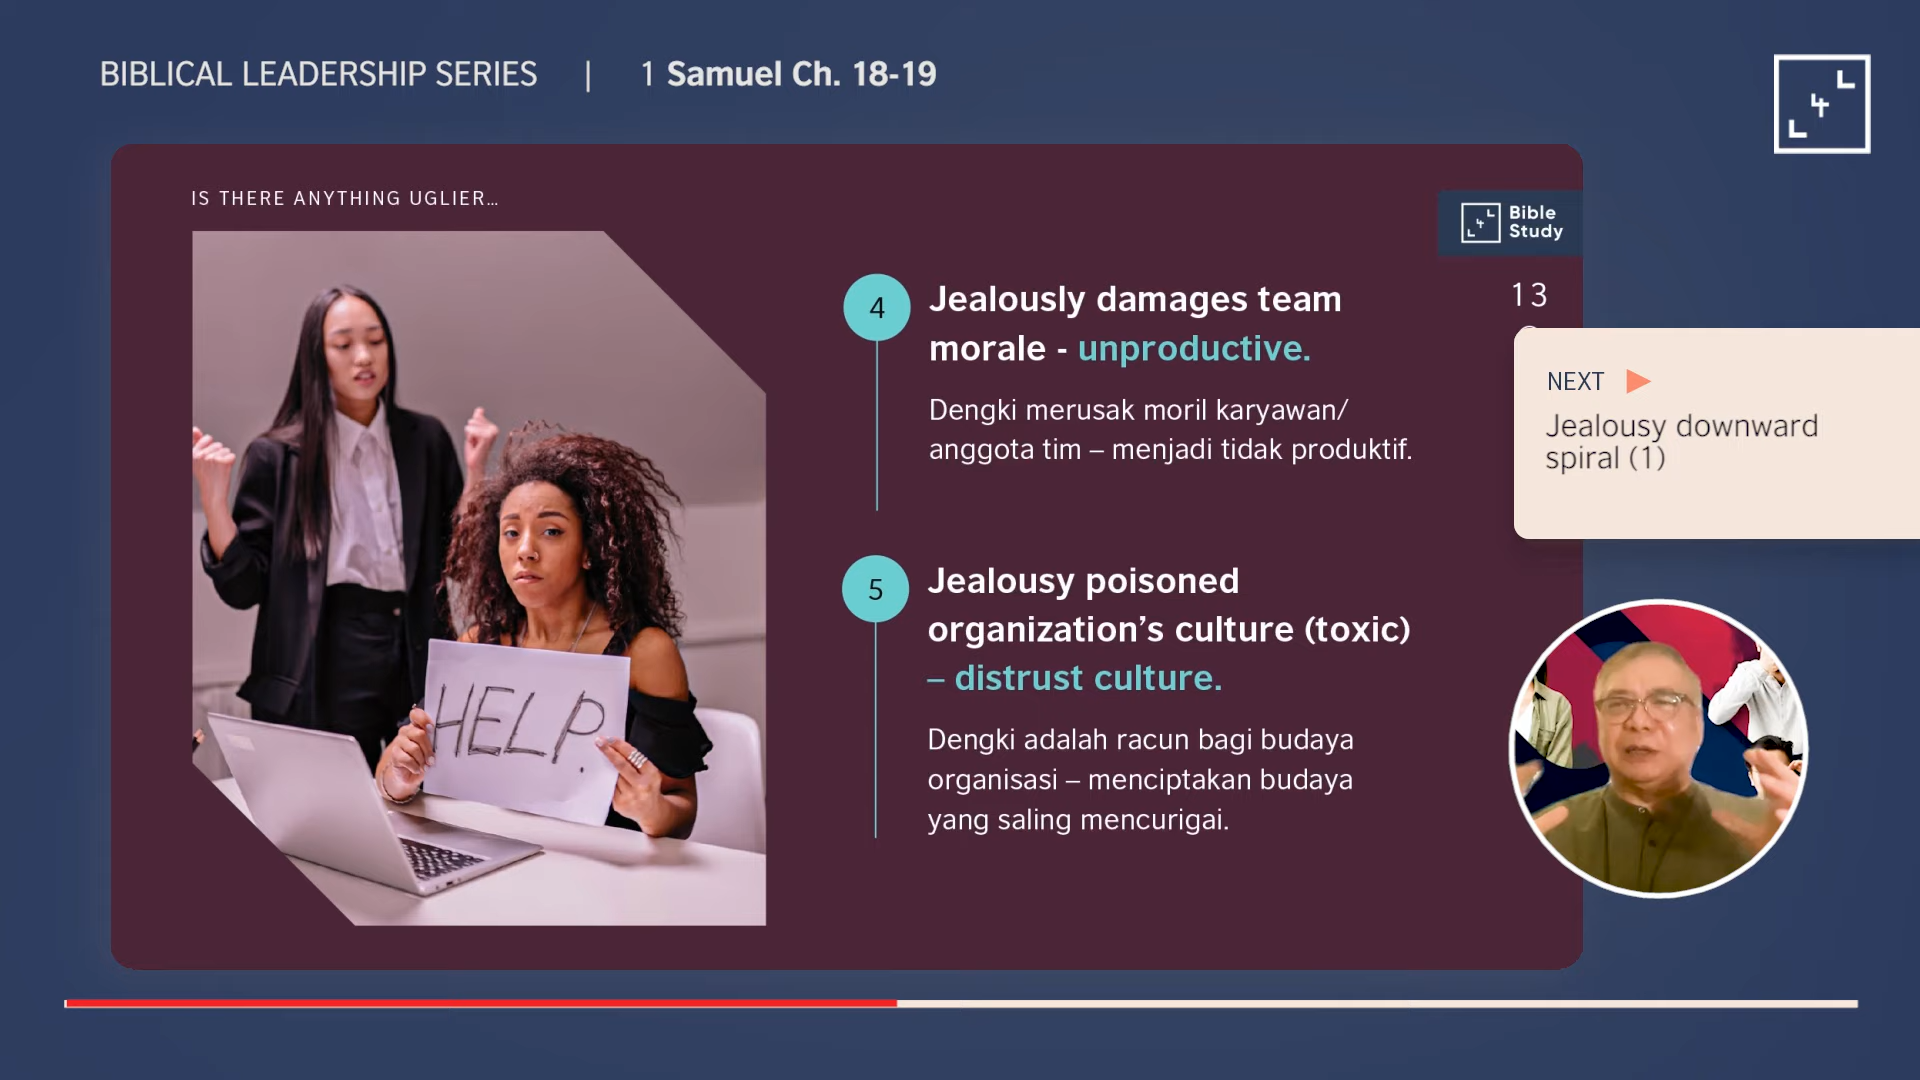 BIBLICAL LEADERSHIP SERIES | 1 Samuel Ch. 18-19
IS THERE ANYTHING UGLIER...
Bible
Study
13
4
Jealously damages team
morale - unproductive.
Dengki merusak moril karyawan/
anggota tim – menjadi tidak produktif.
NEXT
Jealousy downward
spiral (1)
HELP.
5
Jealousy poisoned
organization’s culture (toxic)
– distrust culture.
Dengki adalah racun bagi budaya
organisasi – menciptakan budaya
yang saling mencurigai.